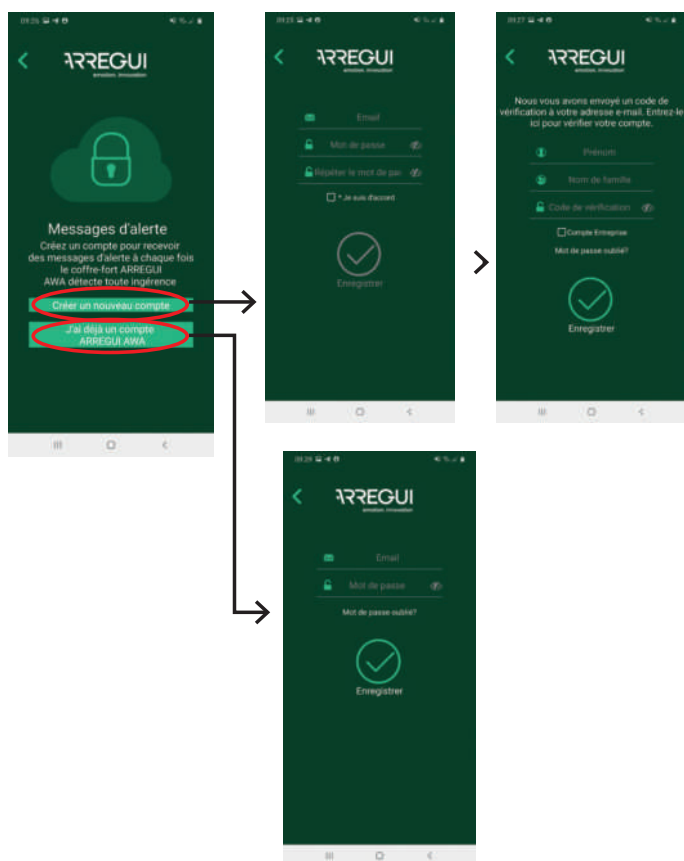 09:26
ARREGUI
emotion. innovation
Messages d'alerte
Créez un compte pour recevoir
des messages d'alerte à chaque fois
le coffre-fort ARREGUI
AWA détecte toute ingérence
Créer un nouveau compte
J'ai déjà un compte
ARREGUI AWA
ARREGUI
emotion. innovation
Email
Mot de passe
Répéter le mot de pas
* Je suis d'accord
Enregistrer
09:27
ARREGUI
emotion. innovation
Nous vous avons envoyé un code de
vérification à votre adresse e-mail. Entrez-le
ici pour vérifier votre compte.
Prénom
Nom de famille
Code de vérification
Compte Entreprise
Mot de passe oublié?
Enregistrer
ARREGUI
emotion. innovation
Email
Mot de passe
Mot de passe oublié?
Enregistrer